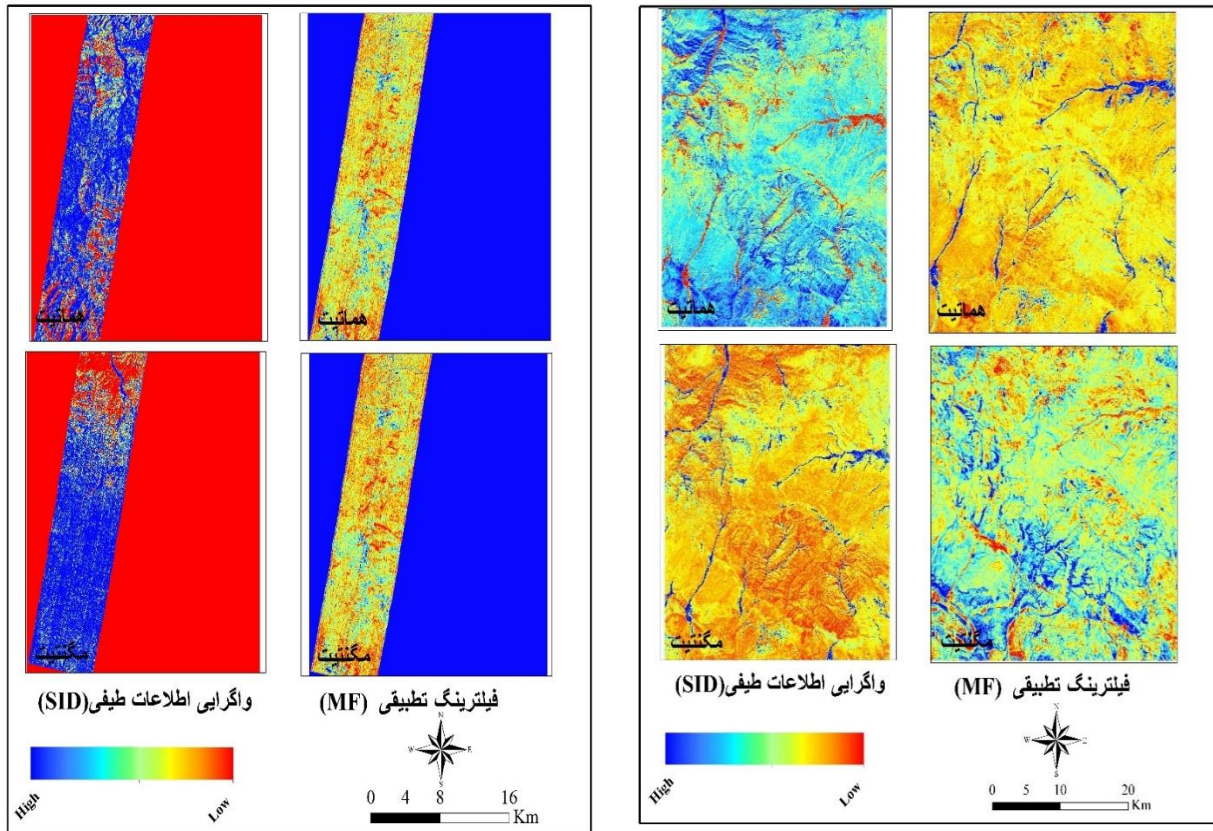 هماتیت
هماتیت
مگنتیت
مگنتیت
واگرایی اطلاعات طیفی(SID)
فیلترینگ تطبیقی (MF)
N
W E
S
High
Low
0 4 8 16
Km
هماتیت
هماتیت
مگنتیت
مگنتیت
واگرایی اطلاعات طیفی(SID)
فیلترینگ تطبیقی (MF)
N
W E
S
High
Low
0 5 10 20
Km